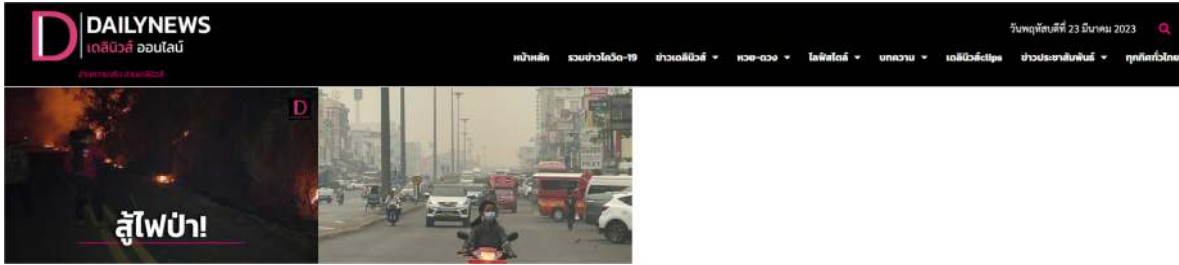 DAILYNEWS
เดลินิวส์ ออนไลน์
วันพฤหัสบดีที่ 23 มีนาคม 2023
หน้าหลัก รวมข่าวโควิด-19 ข่าวเดลินิวส์ หวย-ดวง ไลฟ์สไตล์ บทความ เดลินิวส์clips ข่าวประชาสัมพันธ์ ทุกทิศทั่วไทย
D
สู้ไฟป่า!